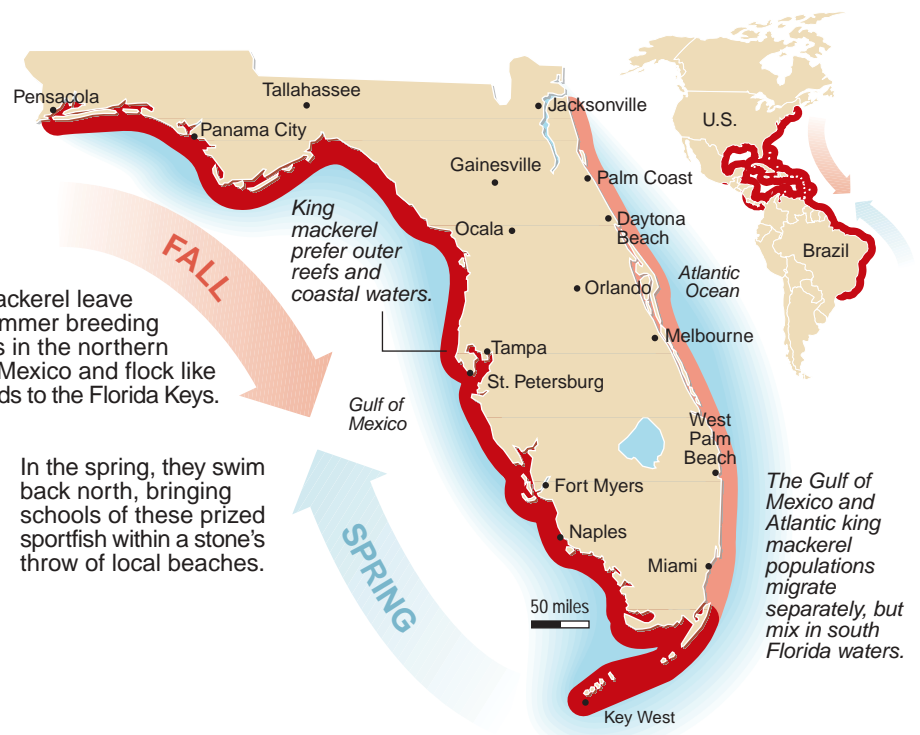 Pensacola
Tallahassee
Panama City
Jacksonville
Gainesville
Palm Coast
Ocala
Daytona
Beach
Orlando
Atlantic
Ocean
Melbourne
Tampa
St. Petersburg
Gulf of
Mexico
West
Palm
Beach
Fort Myers
Naples
Miami
50 miles
Key West
U.S.
Brazil
King
mackerel
prefer outer
reefs and
coastal waters.
FALL
leave
breeding
in the northern
Mexico and flock like
to the Florida Keys.
In the spring, they swim
back north, bringing
schools of these prized
sportfish within a stone's
throw of local beaches.
SPRING
The Gulf of
Mexico and
Atlantic king
mackerel
populations
migrate
separately, but
mix in south
Florida waters.